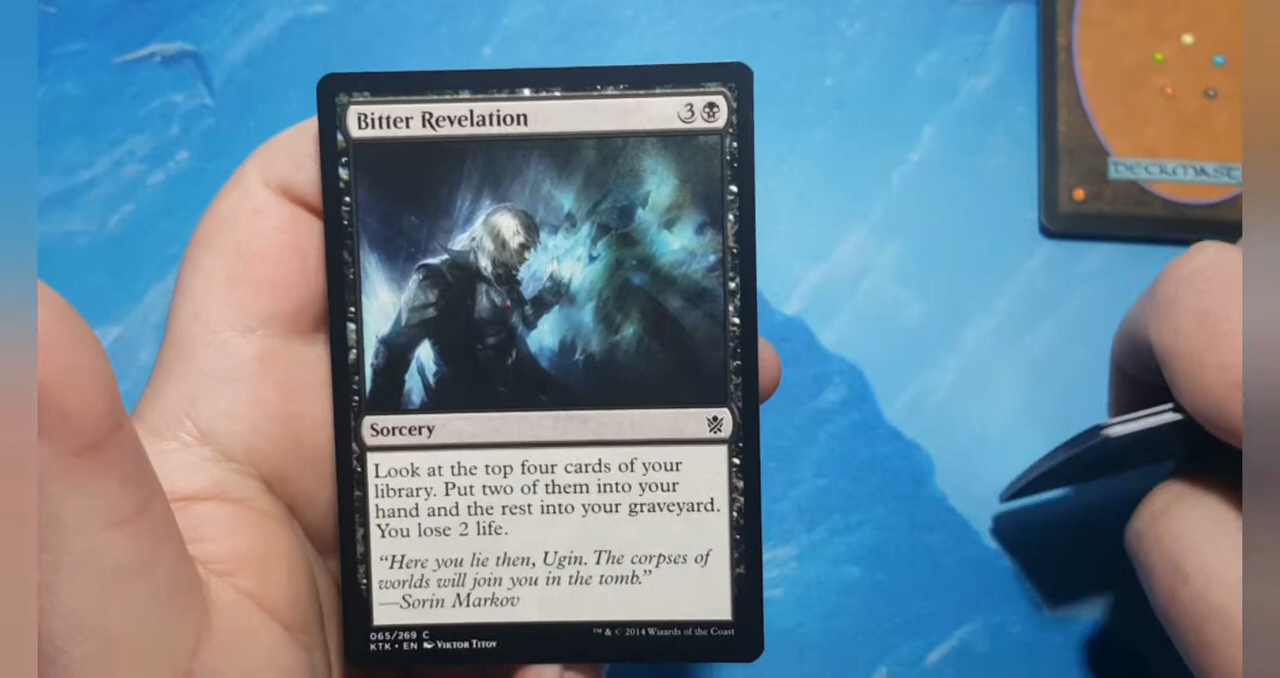 Bitter Revelation 3
DECKMAST
Sorcery
Look at the top four cards of your
library. Put two of them into your
hand and the rest into your graveyard.
You lose 2 life.
“Here you lie then, Ugin. The corpses of
worlds will join you in the tomb.”
—Sorin Markov
065/269 C
KTK • EN Viktor Titov
™ & © 2014 Wizards of the Coast